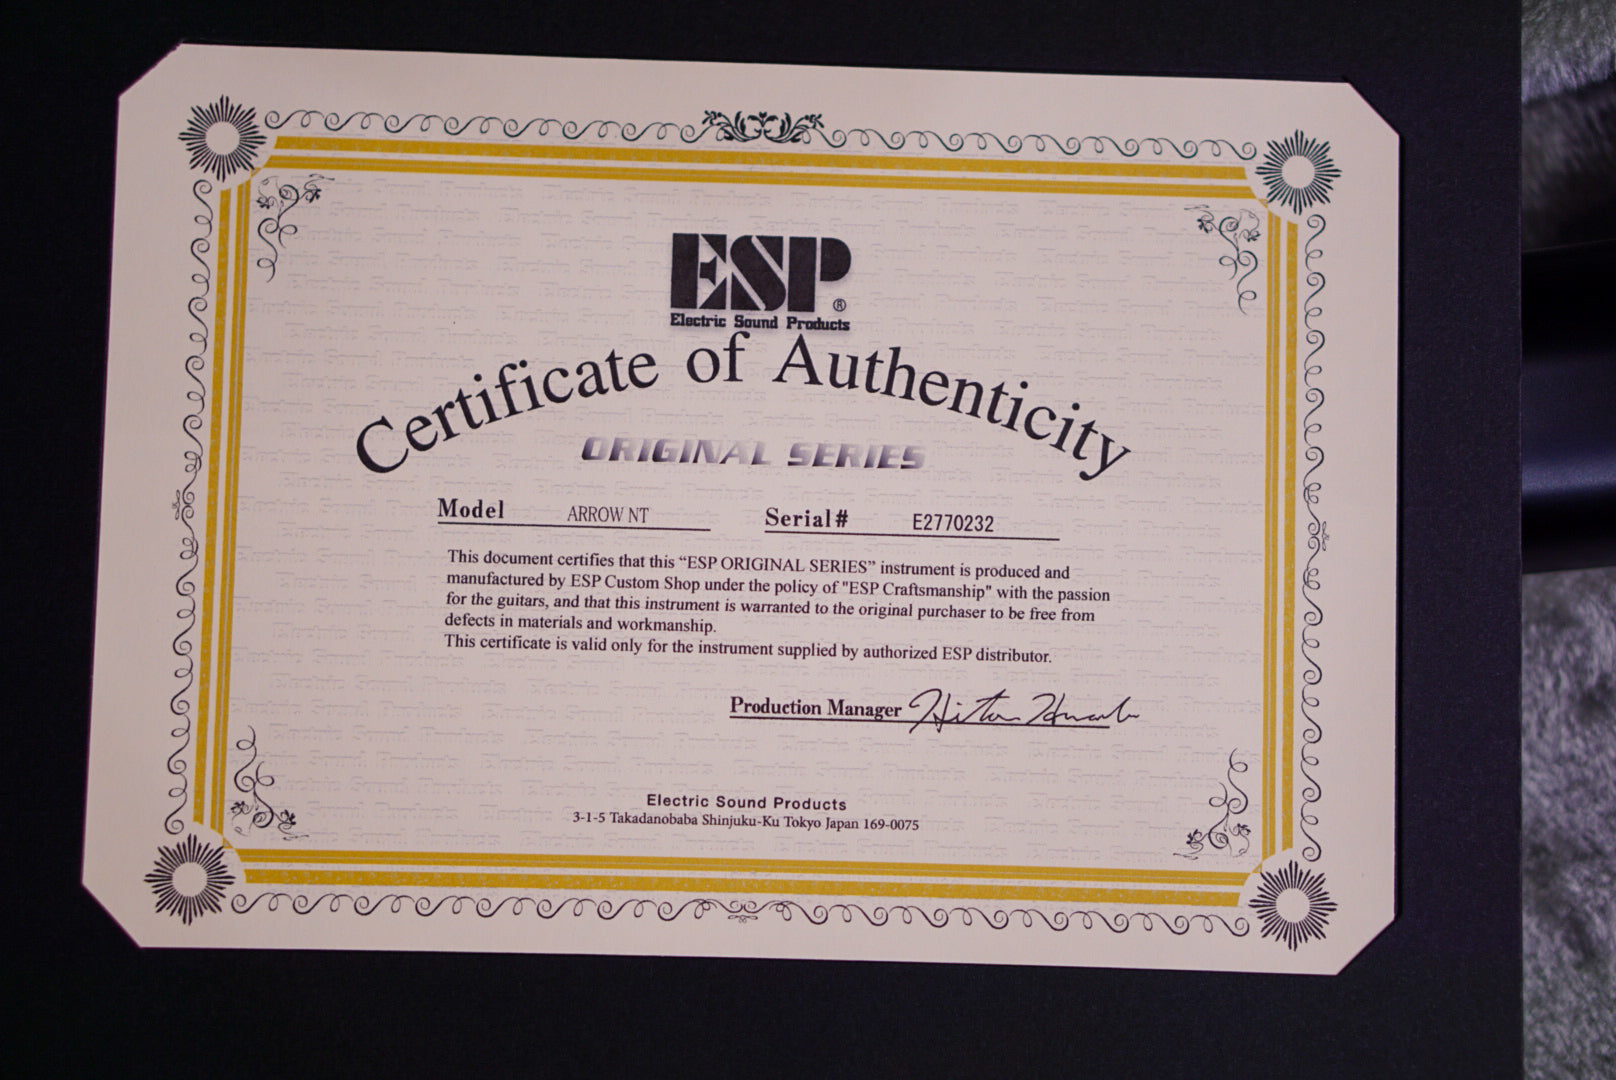 ESP®
Electric Sound Products
Certificate of Authenticity
ORIGINAL SERIES
Model ARROW NT Serial# E2770232
This document certifies that this “ESP ORIGINAL SERIES” instrument is produced and
manufactured by ESP Custom Shop under the policy of "ESP Craftsmanship" with the passion
for the guitars, and that this instrument is warranted to the original purchaser to be free from
defects in materials and workmanship.
This certificate is valid only for the instrument supplied by authorized ESP distributor.
Production Manager
Electric Sound Products
3-1-5 Takadanobaba Shinjuku-Ku Tokyo Japan 169-0075